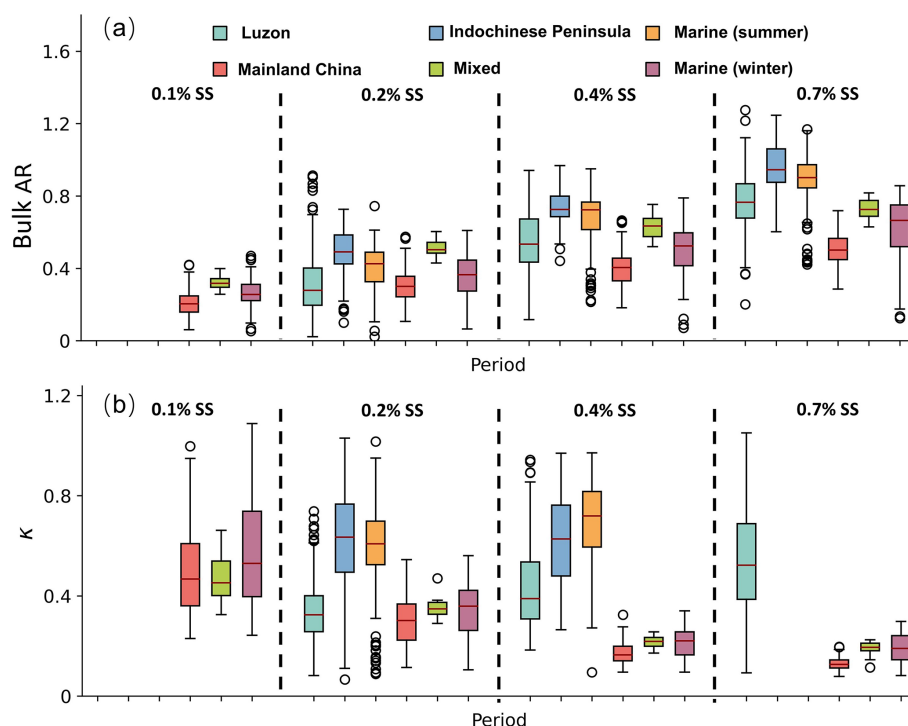 (a)
Luzon Indochinese Peninsula Marine (summer)
Mainland China Mixed Marine (winter)
0.1% SS 0.2% SS 0.4% SS 0.7% SS
1.6
1.2
0.8
0.4
0
Bulk AR
Period
(b)
0.1% SS 0.2% SS 0.4% SS 0.7% SS
1.2
0.8
0.4
0
κ
Period